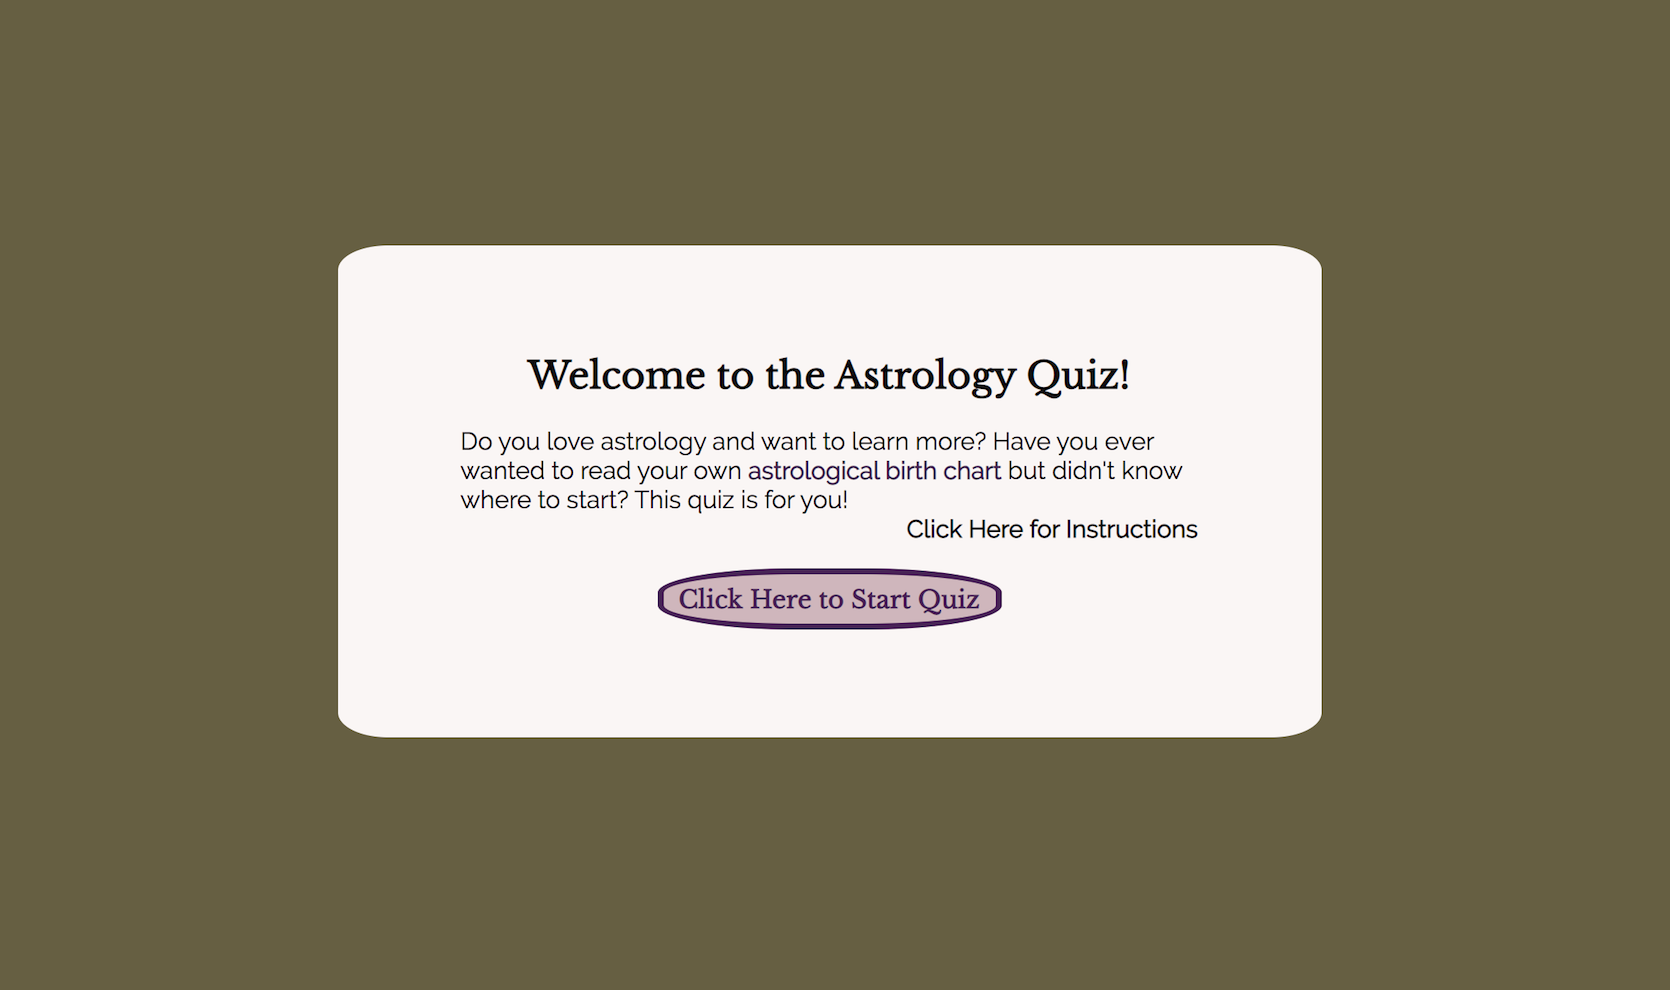 Welcome to the Astrology Quiz!
Do you love astrology and want to learn more? Have you ever
wanted to read your own astrological birth chart but didn't know
where to start? This quiz is for you!
Click Here for Instructions
Click Here to Start Quiz